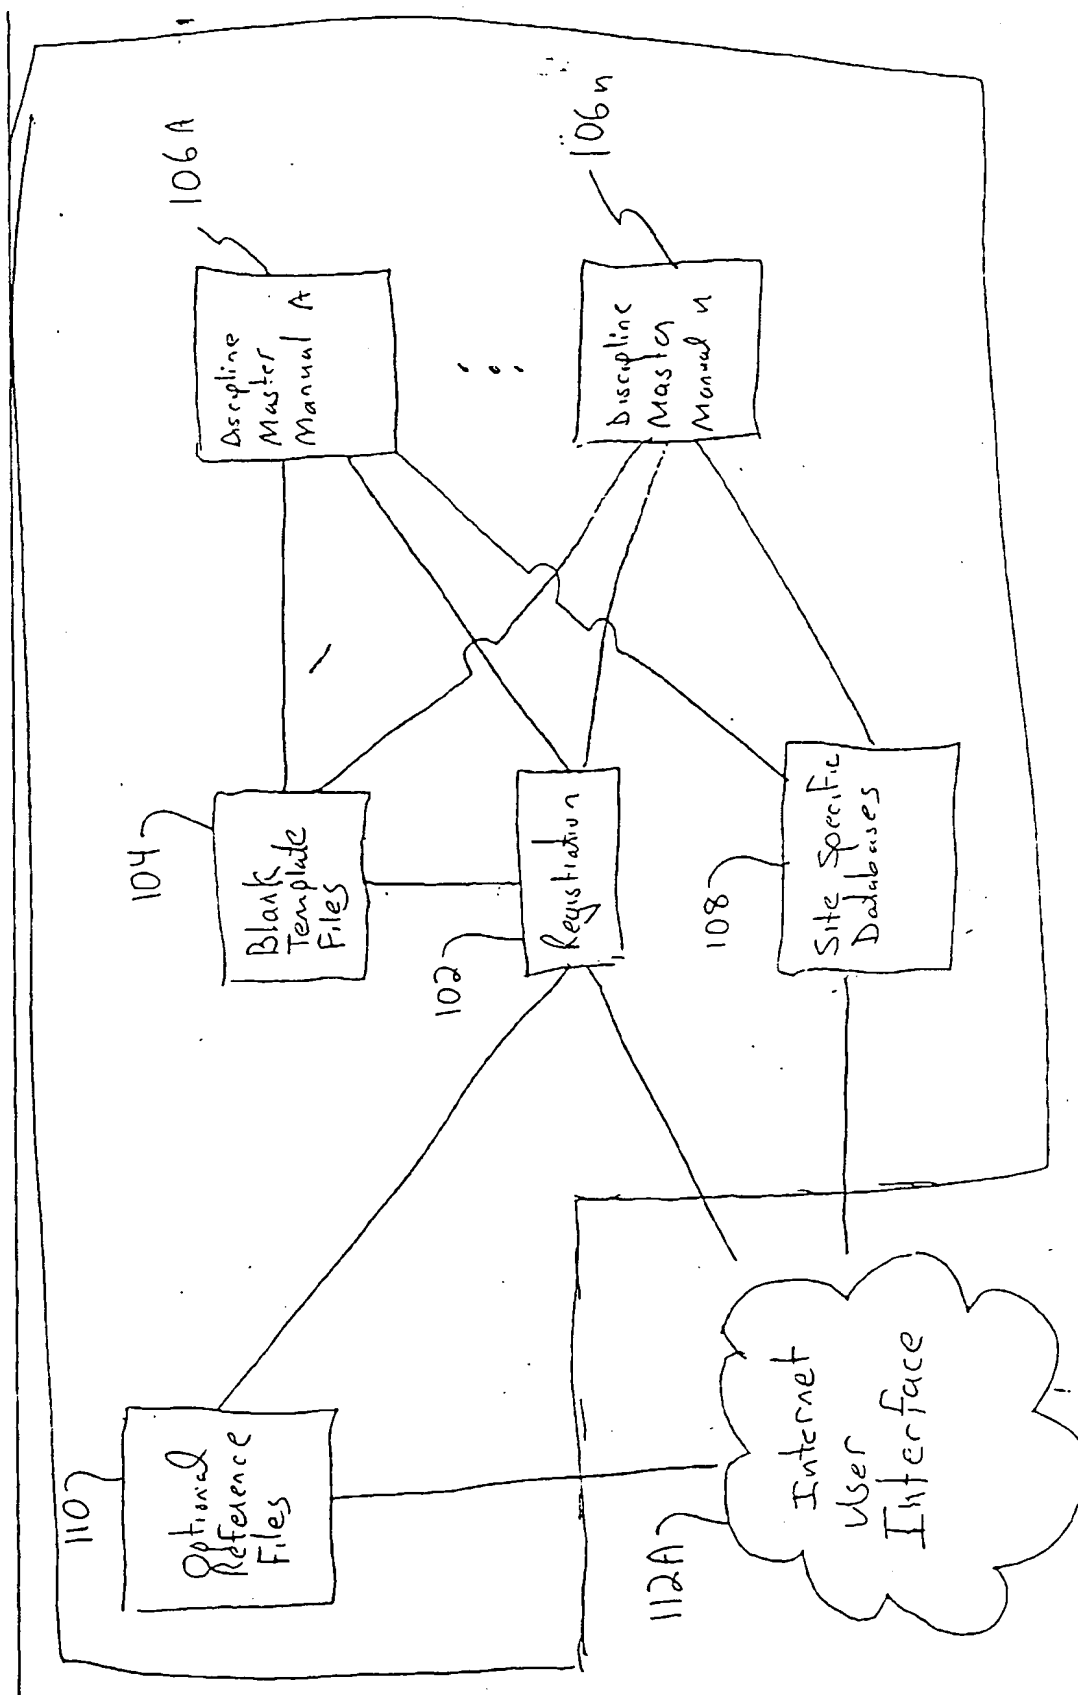 110
Optional
Reference
Files
104
Blank
Template
Files
106A
Discipline
Master
Manual A
102
Registration
106n
Discipline
Master
Manual n
108
Site Specific
Databases
112A
Internet
User
Interface